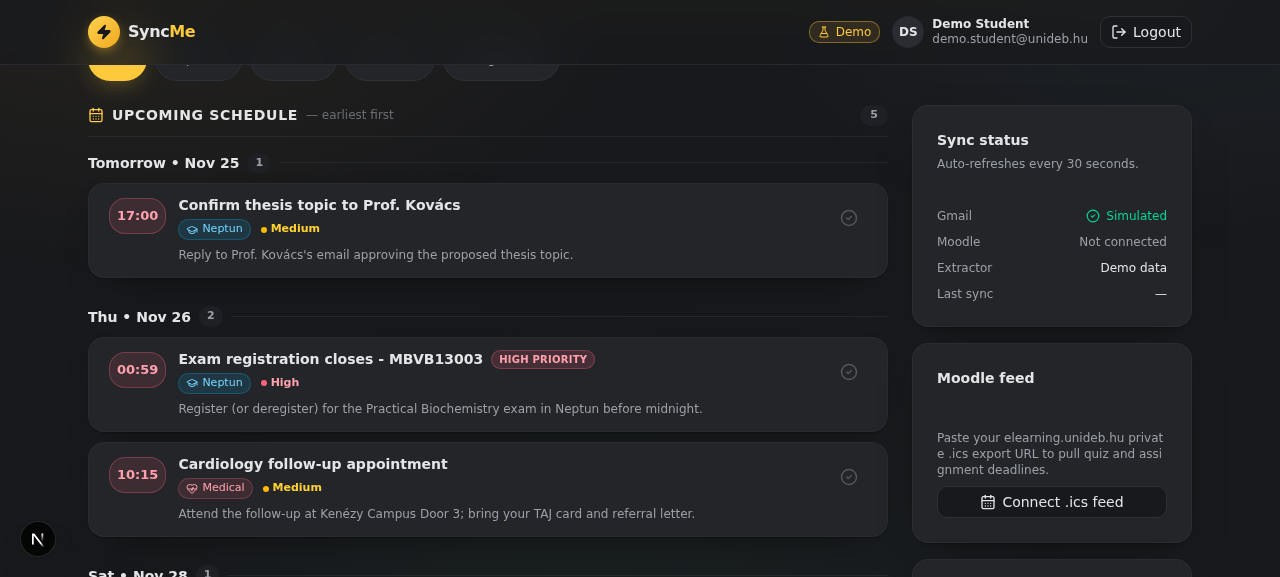 SyncMe
Demo
DS
Demo Student
demo.student@unideb.hu
Logout
UPCOMING SCHEDULE — earliest first
5
Tomorrow • Nov 25 1
17:00
Confirm thesis topic to Prof. Kovács
Neptun
Medium
Reply to Prof. Kovács's email approving the proposed thesis topic.
Thu • Nov 26 2
00:59
Exam registration closes - MBVB13003 HIGH PRIORITY
Neptun
High
Register (or deregister) for the Practical Biochemistry exam in Neptun before midnight.
10:15
Cardiology follow-up appointment
Medical
Medium
Attend the follow-up at Kenézy Campus Door 3; bring your TAJ card and referral letter.
Sat • Nov 28 1
Sync status
Auto-refreshes every 30 seconds.
Gmail Simulated
Moodle Not connected
Extractor Demo data
Last sync —
Moodle feed
Paste your elearning.unideb.hu privat
e .ics export URL to pull quiz and assi
gnment deadlines.
Connect .ics feed
N